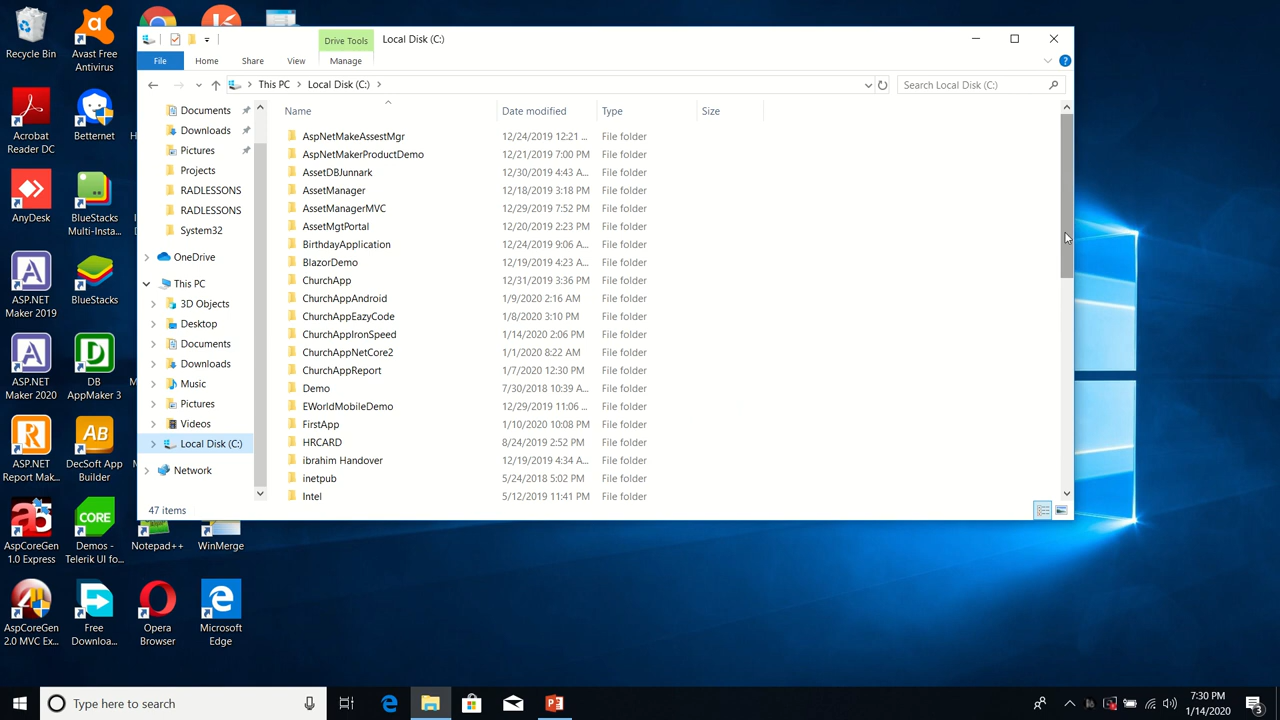 Recycle Bin
Avast Free
Antivirus
Acrobat
Reader DC
Betternet
AnyDesk
BlueStacks
Multi-Insta...
ASP.NET
Maker 2019
BlueStacks
ASP.NET
Maker 2020
DB
AppMaker 3
ASP.NET
Report Mak...
DecSoft App
Builder
AspCoreGen
1.0 Express
Demos -
Telerik UI fo...
Notepad++
WinMerge
AspCoreGen
2.0 MVC Ex...
Free
Downloa...
Opera
Browser
Microsoft
Edge
Drive Tools
Local Disk (C:)
File
Home
Share
View
Manage
This PC
Local Disk (C:)
Search Local Disk (C:)
Documents
Downloads
Pictures
Projects
RADLESSONS
RADLESSONS
System32
OneDrive
This PC
3D Objects
Desktop
Documents
Downloads
Music
Pictures
Videos
Local Disk (C:)
Network
Name Date modified Type Size
AspNetMakeAssestMgr 12/24/2019 12:21 ... File folder
AspNetMakerProductDemo 12/21/2019 7:00 PM File folder
AssetDBJunnark 12/30/2019 4:43 A... File folder
AssetManager 12/18/2019 3:18 PM File folder
AssetManagerMVC 12/29/2019 7:52 PM File folder
AssetMgtPortal 12/20/2019 2:23 PM File folder
BirthdayApplication 12/24/2019 9:06 A... File folder
BlazorDemo 12/19/2019 4:23 A... File folder
ChurchApp 12/31/2019 3:36 PM File folder
ChurchAppAndroid 1/9/2020 2:16 AM File folder
ChurchAppEazyCode 1/8/2020 3:10 PM File folder
ChurchAppIronSpeed 1/14/2020 2:06 PM File folder
ChurchAppNetCore2 1/1/2020 8:22 AM File folder
ChurchAppReport 1/7/2020 12:30 PM File folder
Demo 7/30/2018 10:39 A... File folder
EWorldMobileDemo 12/29/2019 11:06 ... File folder
FirstApp 1/10/2020 10:08 PM File folder
HRCARD 8/24/2019 2:52 PM File folder
ibrahim Handover 12/19/2019 4:34 A... File folder
inetpub 5/24/2018 5:02 PM File folder
Intel 5/12/2019 11:41 PM File folder
47 items
Type here to search
7:30 PM
1/14/2020
3